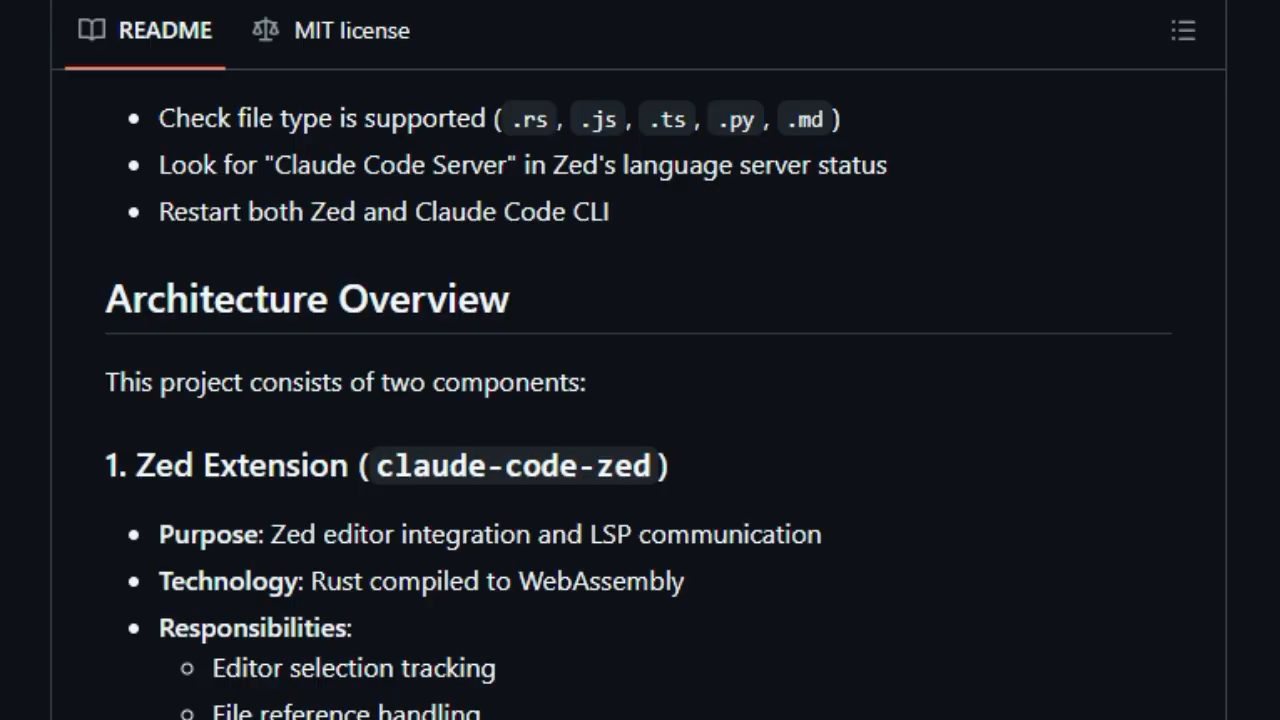 README MIT license
Check file type is supported ( .rs , .js , .ts , .py , .md )
Look for "Claude Code Server" in Zed's language server status
Restart both Zed and Claude Code CLI
Architecture Overview
This project consists of two components:
1. Zed Extension ( claude-code-zed )
Purpose: Zed editor integration and LSP communication
Technology: Rust compiled to WebAssembly
Responsibilities:
Editor selection tracking
File reference handling